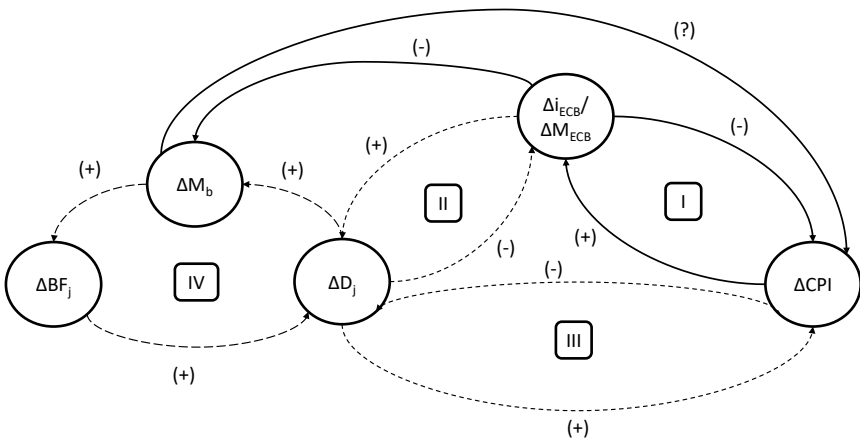 (?)
(-)
Δi_ECB/
ΔM_ECB
(-)
(+)
(+)
(+)
ΔM_b
II
I
(+)
(-)
(-)
ΔBF_j
IV
ΔD_j
ΔCPI
III
(+)
(+)